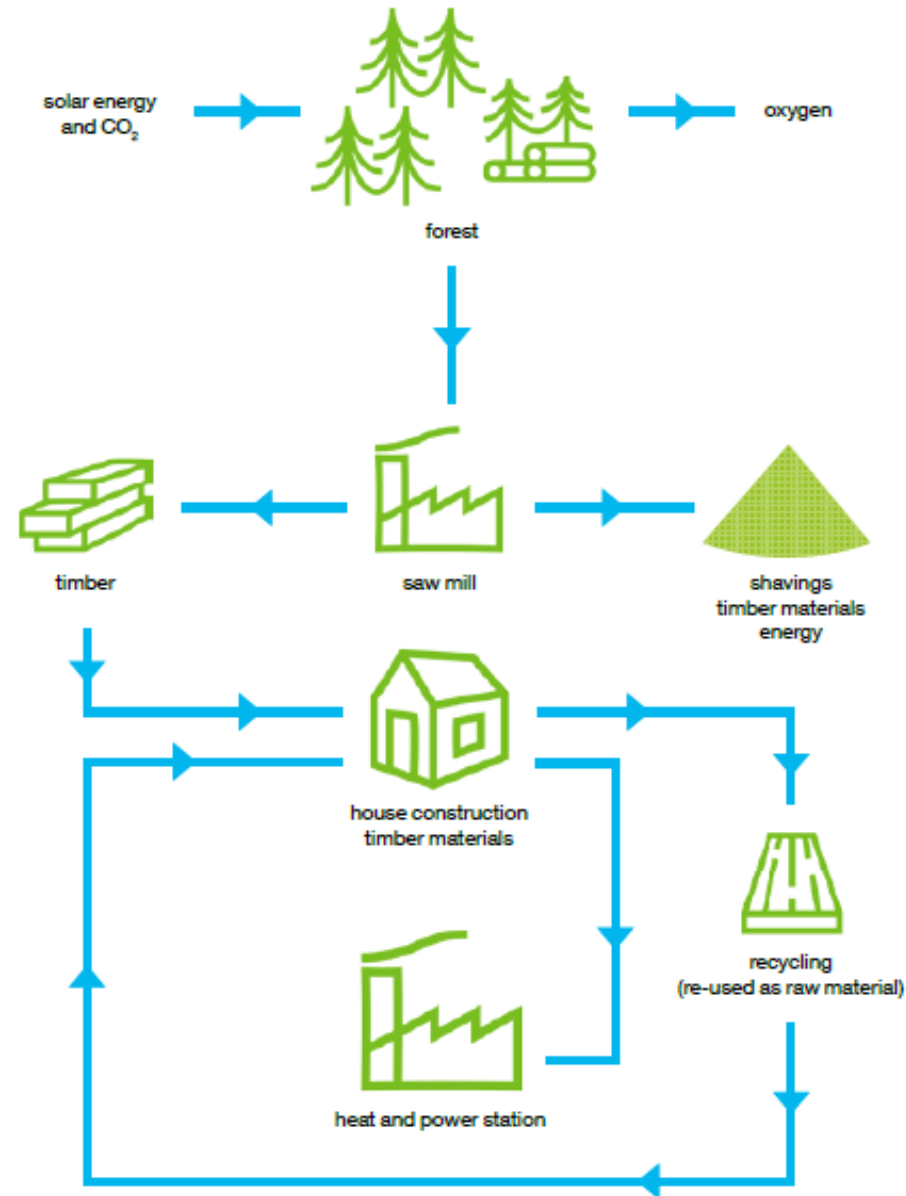 solar energy
and CO₂
oxygen
forest
timber
saw mill
shavings
timber materials
energy
house construction
timber materials
recycling
(re-used as raw material)
heat and power station